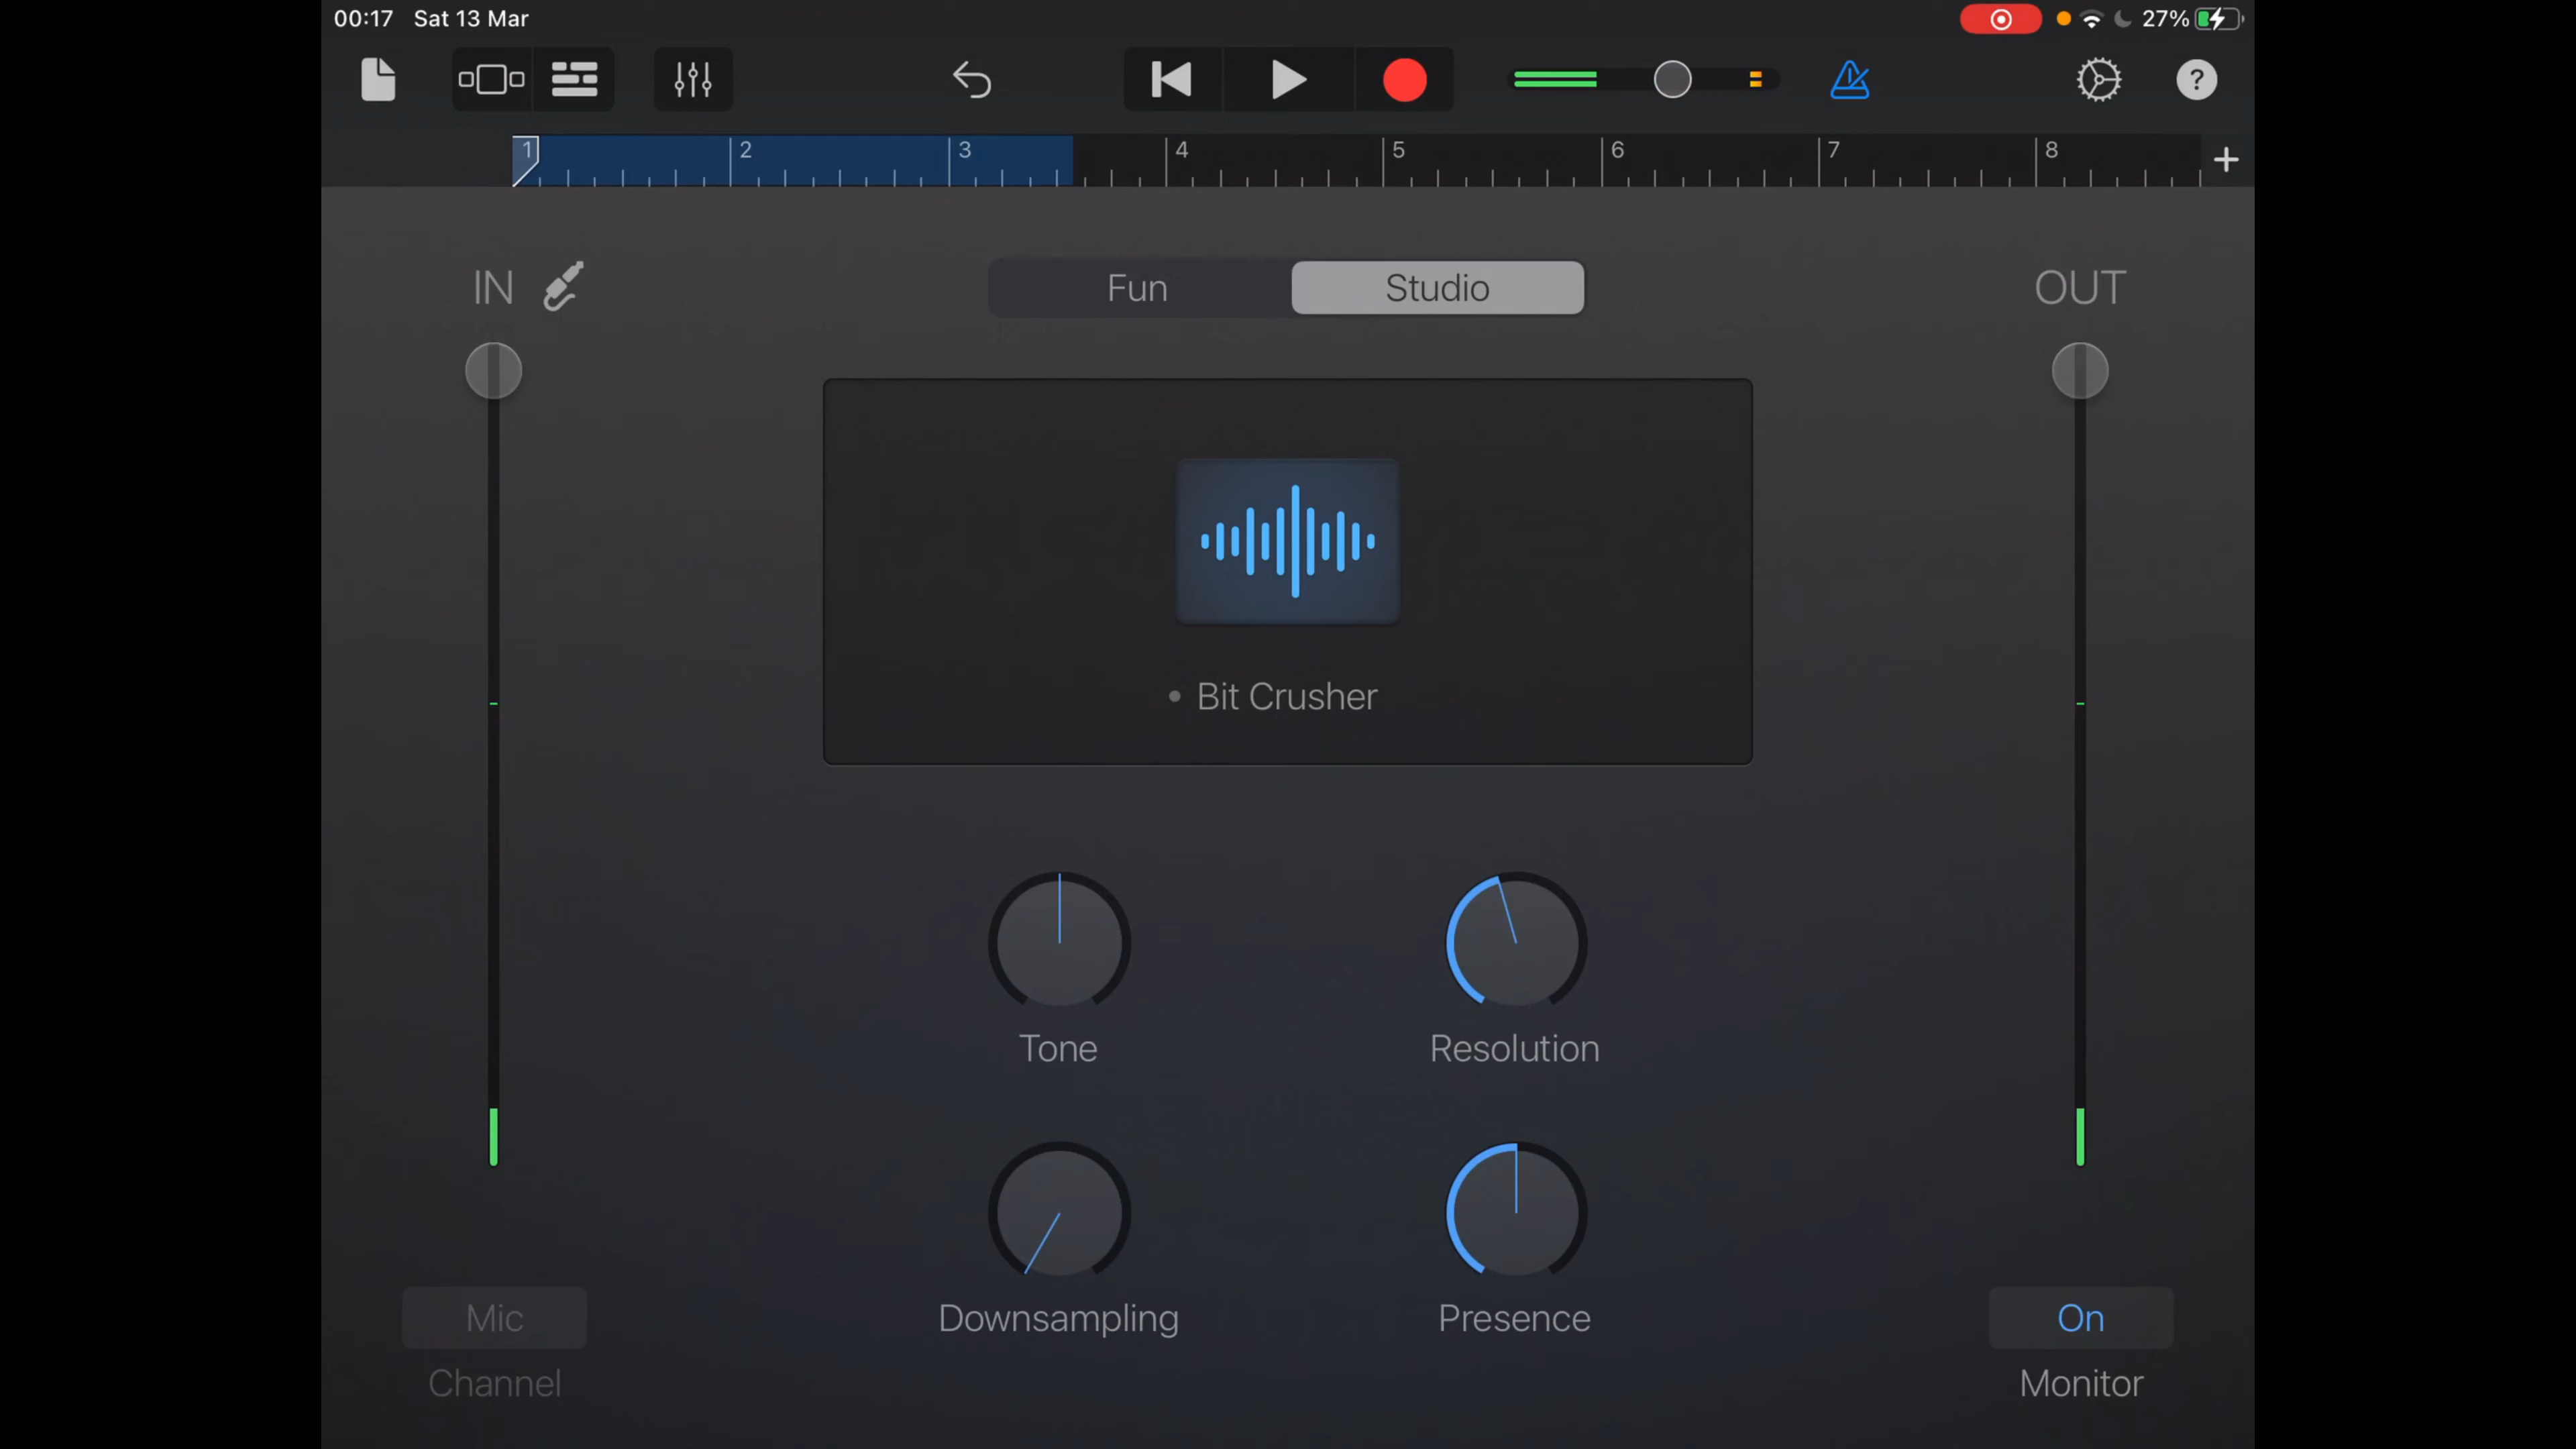 00:17 Sat 13 Mar 27%
?
1 2 3 4 5 6 7 8 +
IN Fun Studio OUT
• Bit Crusher
Tone Resolution
Downsampling Presence
Mic On
Channel Monitor